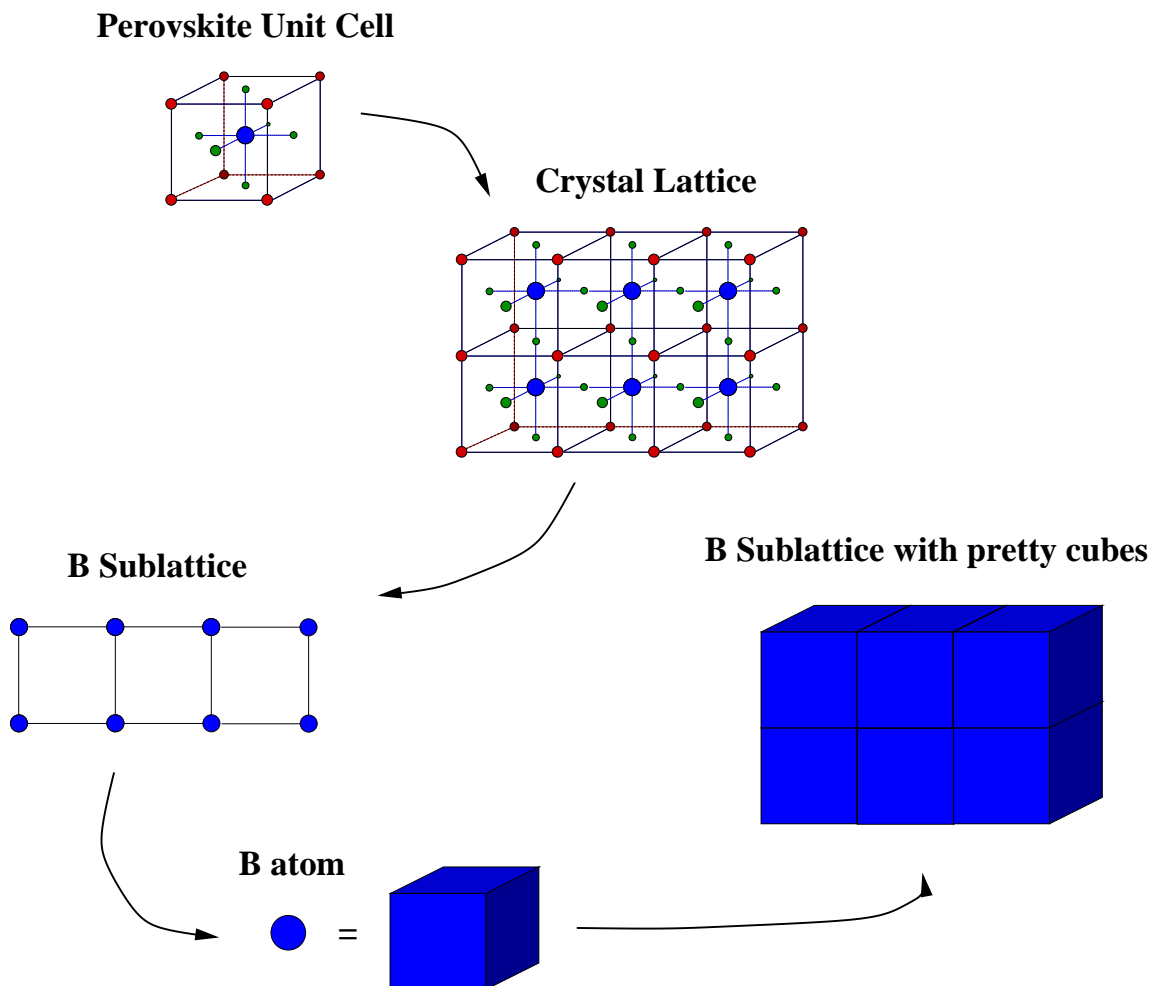 Perovskite Unit Cell
Crystal Lattice
B Sublattice
B Sublattice with pretty cubes
B atom
=